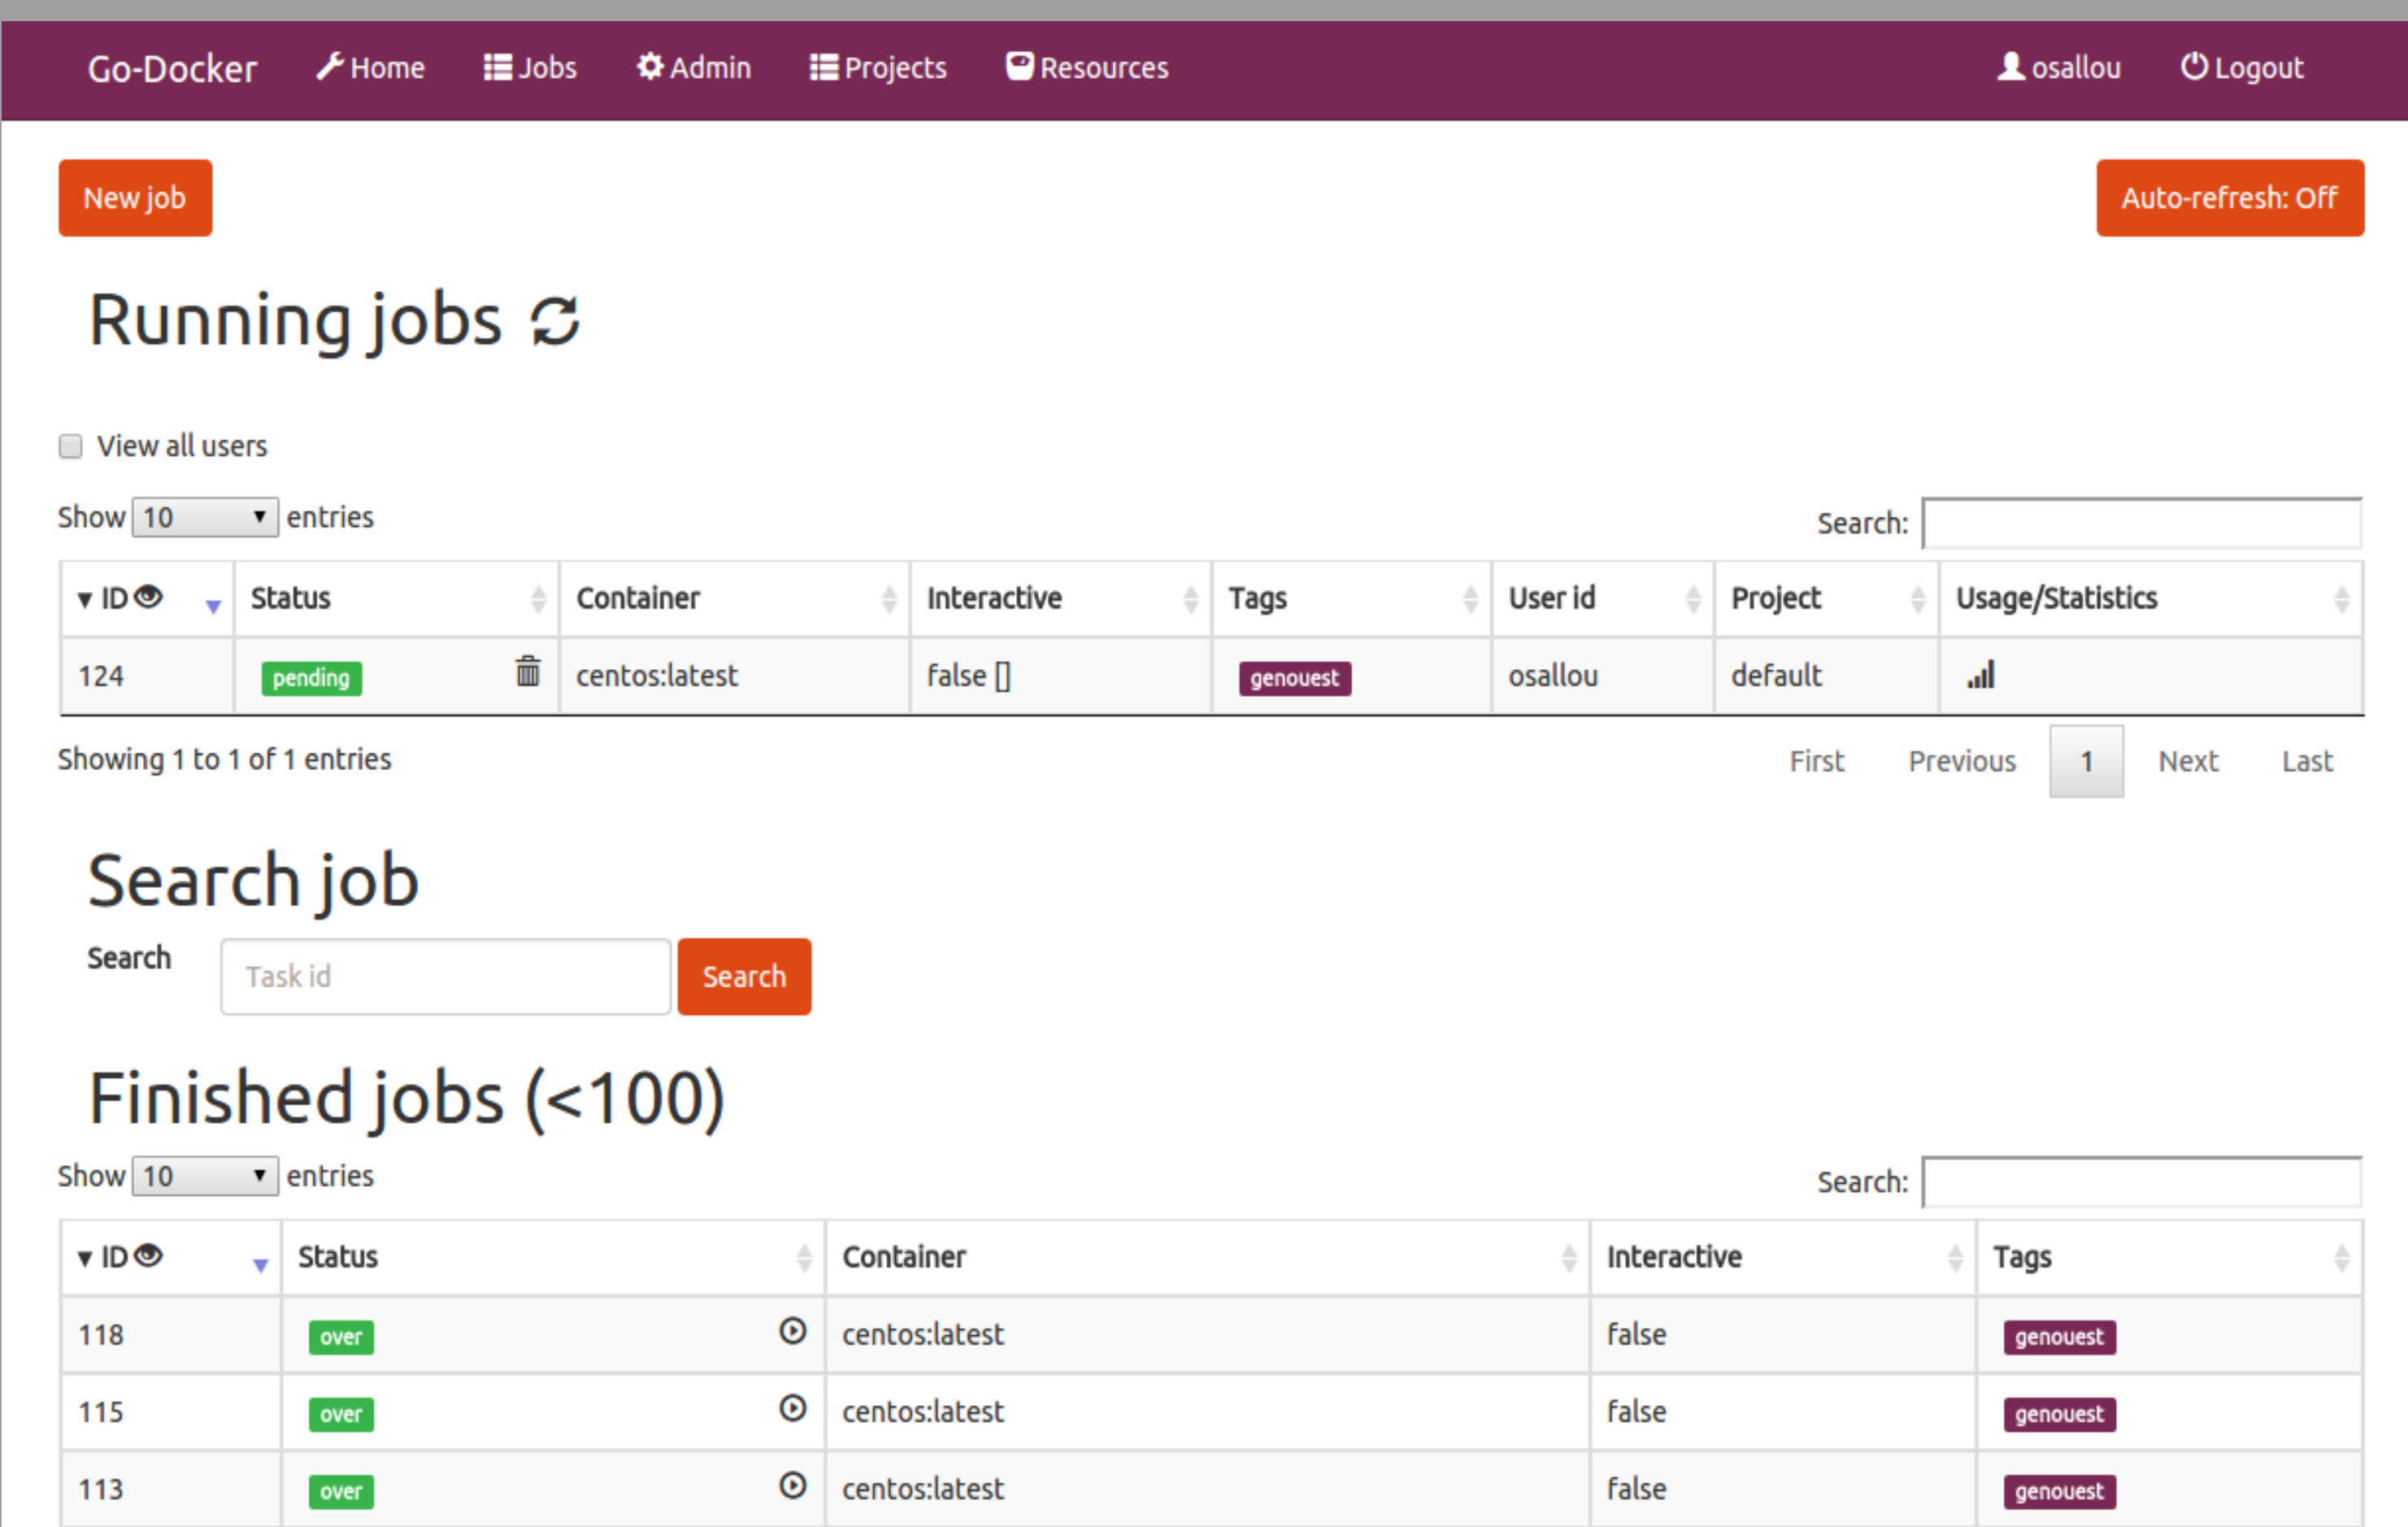 Go-Docker Home Jobs Admin Projects Resources osallou Logout
New job Auto-refresh: Off
Running jobs
View all users
Show 10 entries Search:
ID Status Container Interactive Tags User id Project Usage/Statistics
124 pending centos:latest false [] genouest osallou default
Showing 1 to 1 of 1 entries First Previous 1 Next Last
Search job
Search Task id Search
Finished jobs (<100)
Show 10 entries Search:
ID Status Container Interactive Tags
118 over centos:latest false genouest
115 over centos:latest false genouest
113 over centos:latest false genouest